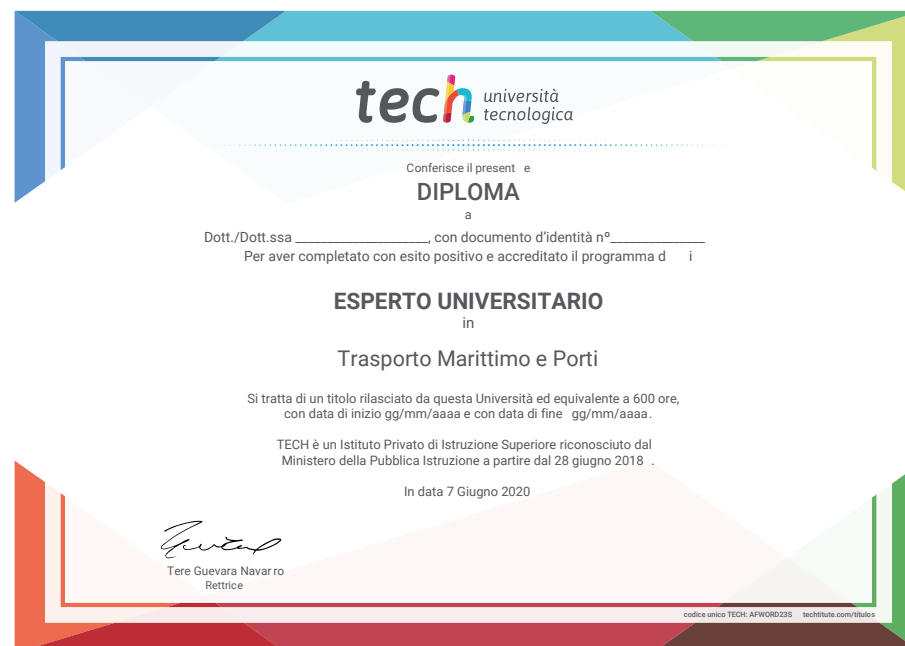 tech università
tecnologica
Conferisce il present e
DIPLOMA
a
Dott./Dott.ssa ____________________, con documento d'identità nº______________
Per aver completato con esito positivo e accreditato il programma d i
ESPERTO UNIVERSITARIO
in
Trasporto Marittimo e Porti
Si tratta di un titolo rilasciato da questa Università ed equivalente a 600 ore,
con data di inizio gg/mm/aaaa e con data di fine gg/mm/aaaa.
TECH è un Istituto Privato di Istruzione Superiore riconosciuto dal
Ministero della Pubblica Istruzione a partire dal 28 giugno 2018 .
In data 7 Giugno 2020
Tere Guevara Navarro
Rettrice
codice unico TECH: AFWORD23S techtitute.com/titulos